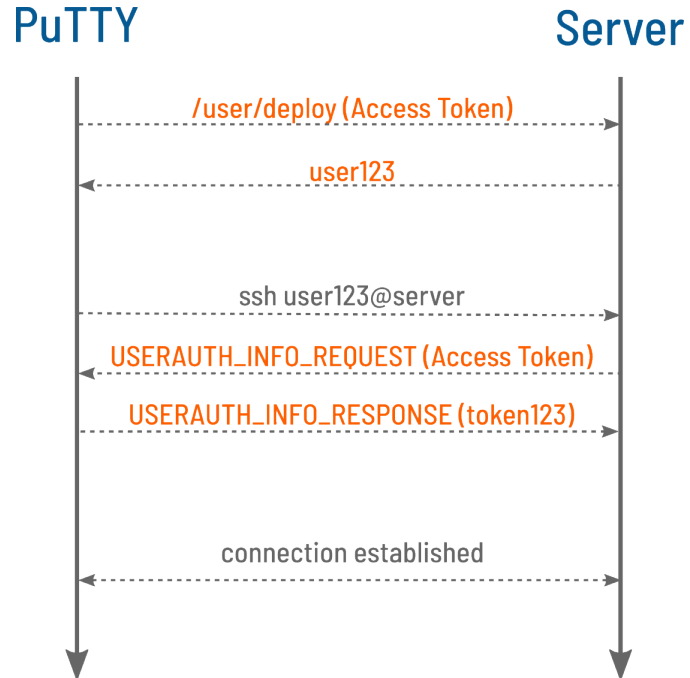 PuTTY
Server
/user/deploy (Access Token)
user123
ssh user123@server
USERAUTH_INFO_REQUEST (Access Token)
USERAUTH_INFO_RESPONSE (token123)
connection established